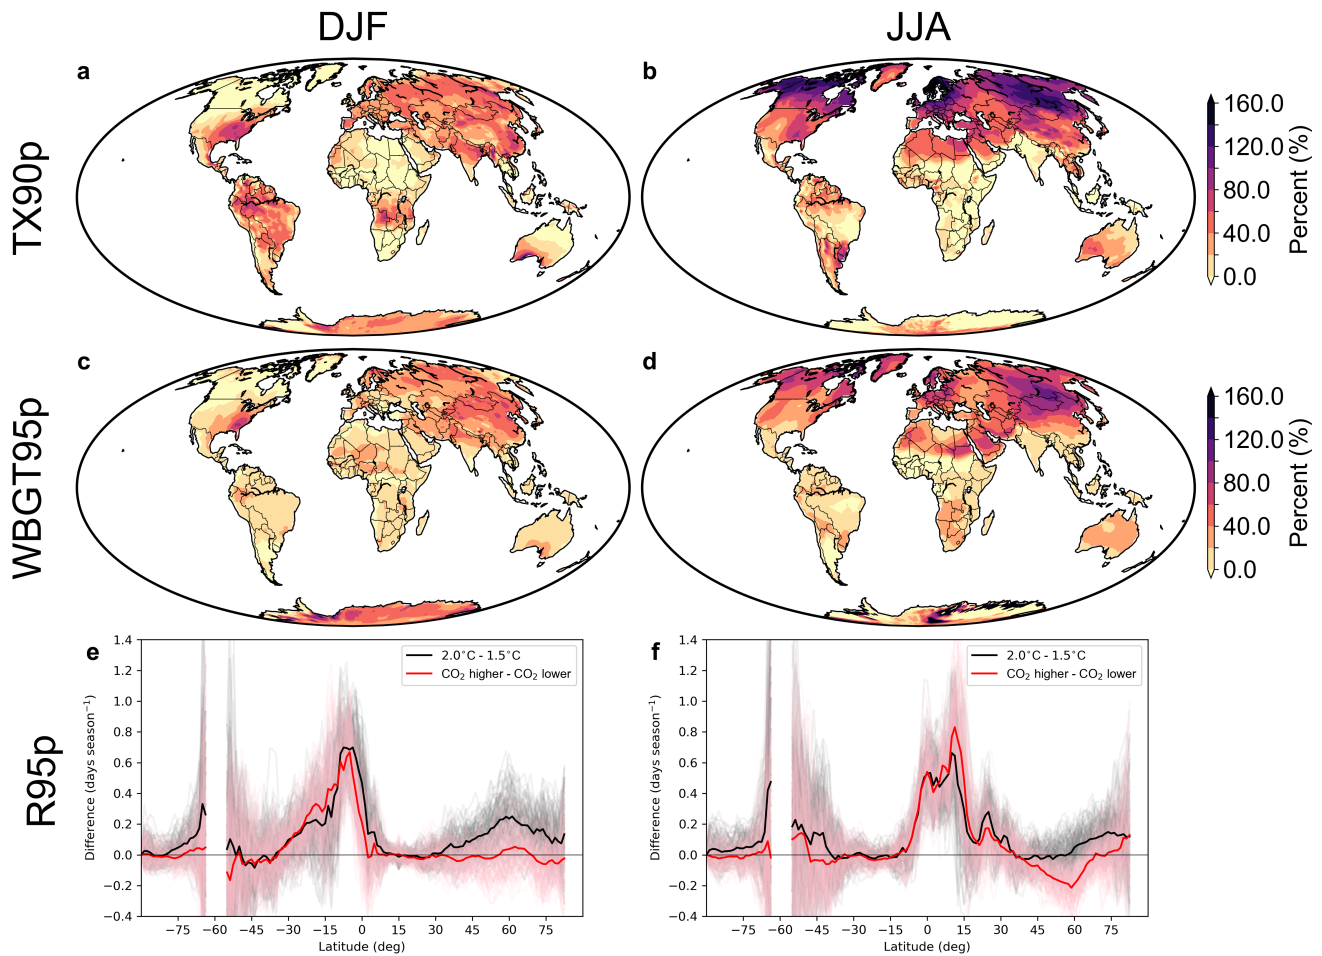 DJF
JJA
a
b
TX90p
160.0
120.0
80.0
40.0
0.0
Percent (%)
c
d
WBGT95p
160.0
120.0
80.0
40.0
0.0
Percent (%)
R95p
e
2.0°C - 1.5°C
CO₂ higher - CO₂ lower
Difference (days season⁻¹)
1.4
1.2
1.0
0.8
0.6
0.4
0.2
0.0
−0.2
−0.4
−75 −60 −45 −30 −15 0 15 30 45 60 75
Latitude (deg)
f
2.0°C - 1.5°C
CO₂ higher - CO₂ lower
Difference (days season⁻¹)
1.4
1.2
1.0
0.8
0.6
0.4
0.2
0.0
−0.2
−0.4
−75 −60 −45 −30 −15 0 15 30 45 60 75
Latitude (deg)